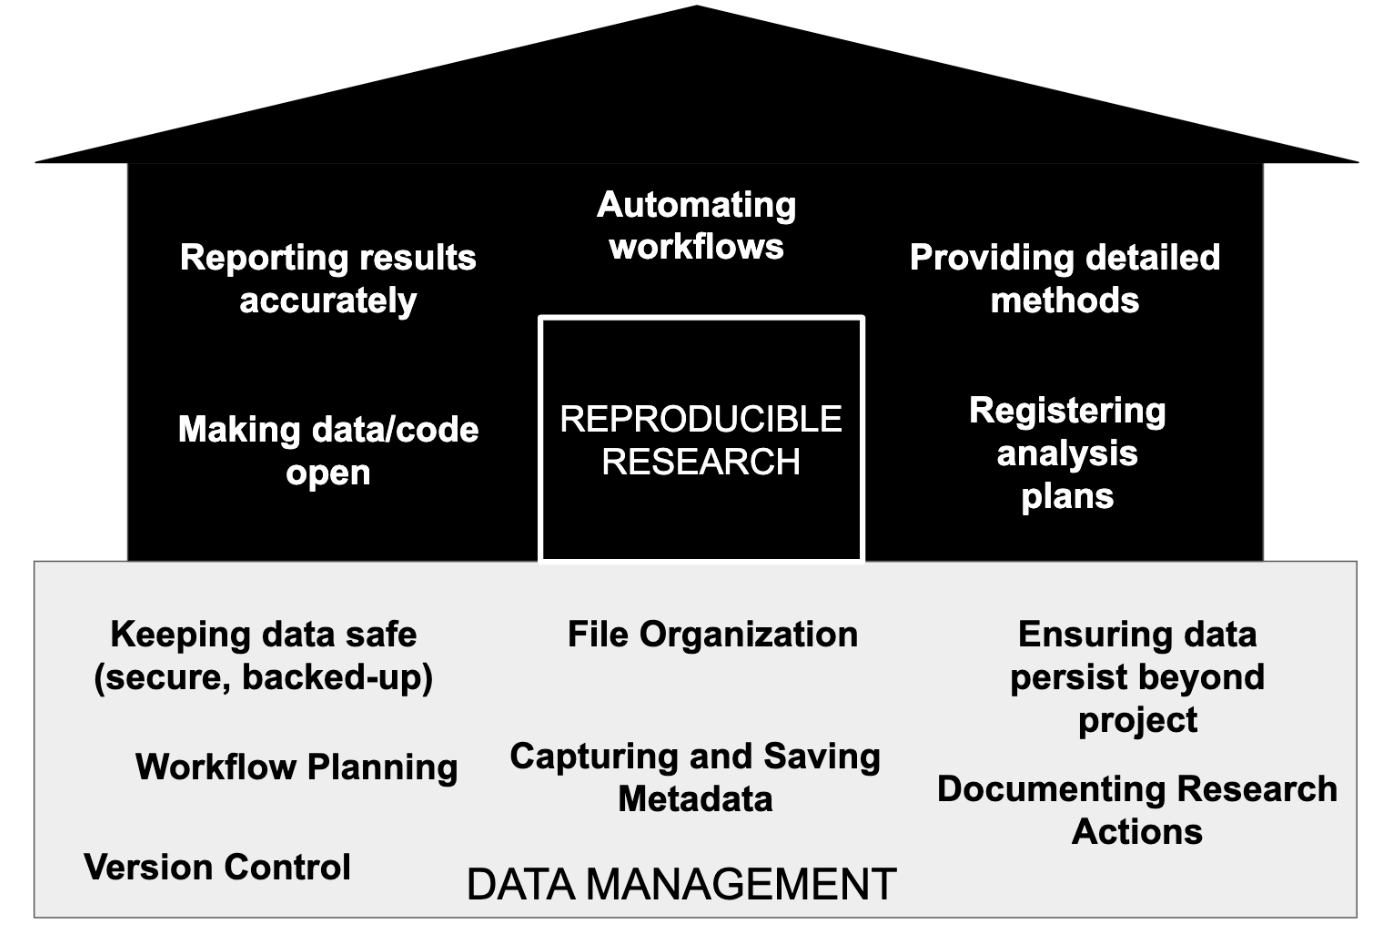 Automating
workflows
Reporting results
accurately
Providing detailed
methods
Making data/code
open
REPRODUCIBLE
RESEARCH
Registering
analysis
plans
Keeping data safe
(secure, backed-up)
File Organization
Ensuring data
persist beyond
project
Workflow Planning
Capturing and Saving
Metadata
Documenting Research
Actions
Version Control
DATA MANAGEMENT